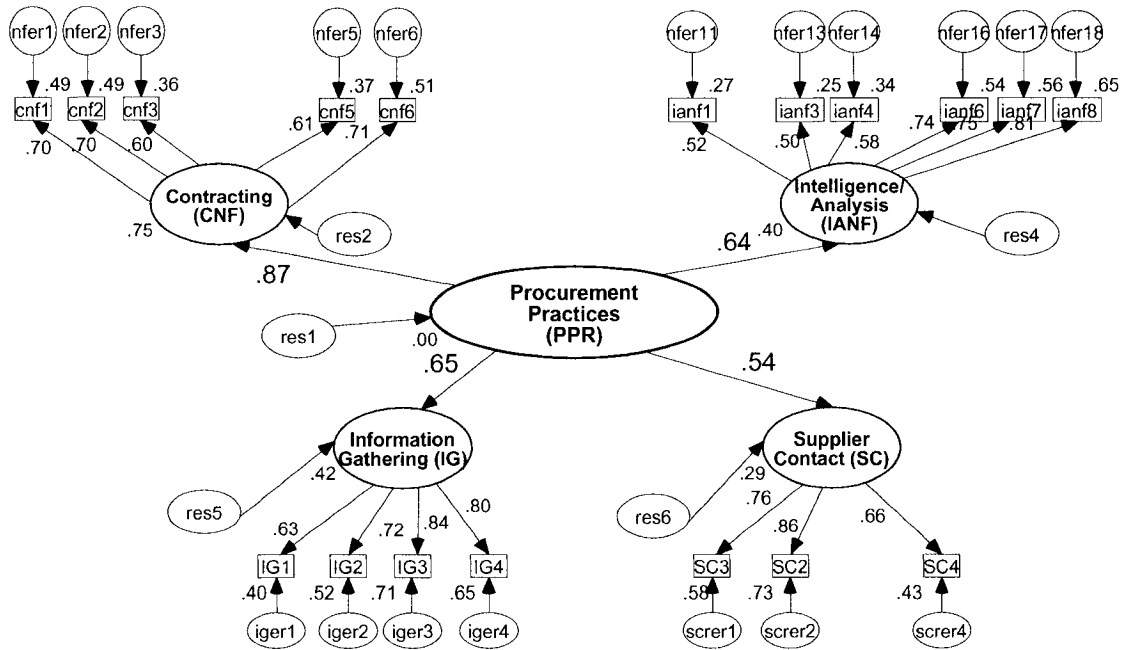 nfer1 nfer2 nfer3 nfer5 nfer6 nfer11 nfer13 nfer14 nfer16 nfer17 nfer18
.49 .49 .36 .37 .51 .27 .25 .34 .54 .56 .65
cnf1 cnf2 cnf3 cnf5 cnf6 ianf1 ianf3 ianf4 ianf6 ianf7 ianf8
.70 .70 .60 .61 .71 .52 .50 .58 .74 .75 .81
Contracting
(CNF)
.75
res2
Intelligence/
Analysis
(IANF)
.40
res4
.87
.64
Procurement
Practices
(PPR)
res1
.00
.65
.54
Information
Gathering (IG)
.42
res5
Supplier
Contact (SC)
.29
res6
.63 .72 .84 .80
.76 .86 .66
IG1 IG2 IG3 IG4
SC3 SC2 SC4
.40 .52 .71 .65
.58 .73 .43
iger1 iger2 iger3 iger4
screr1 screr2 screr4